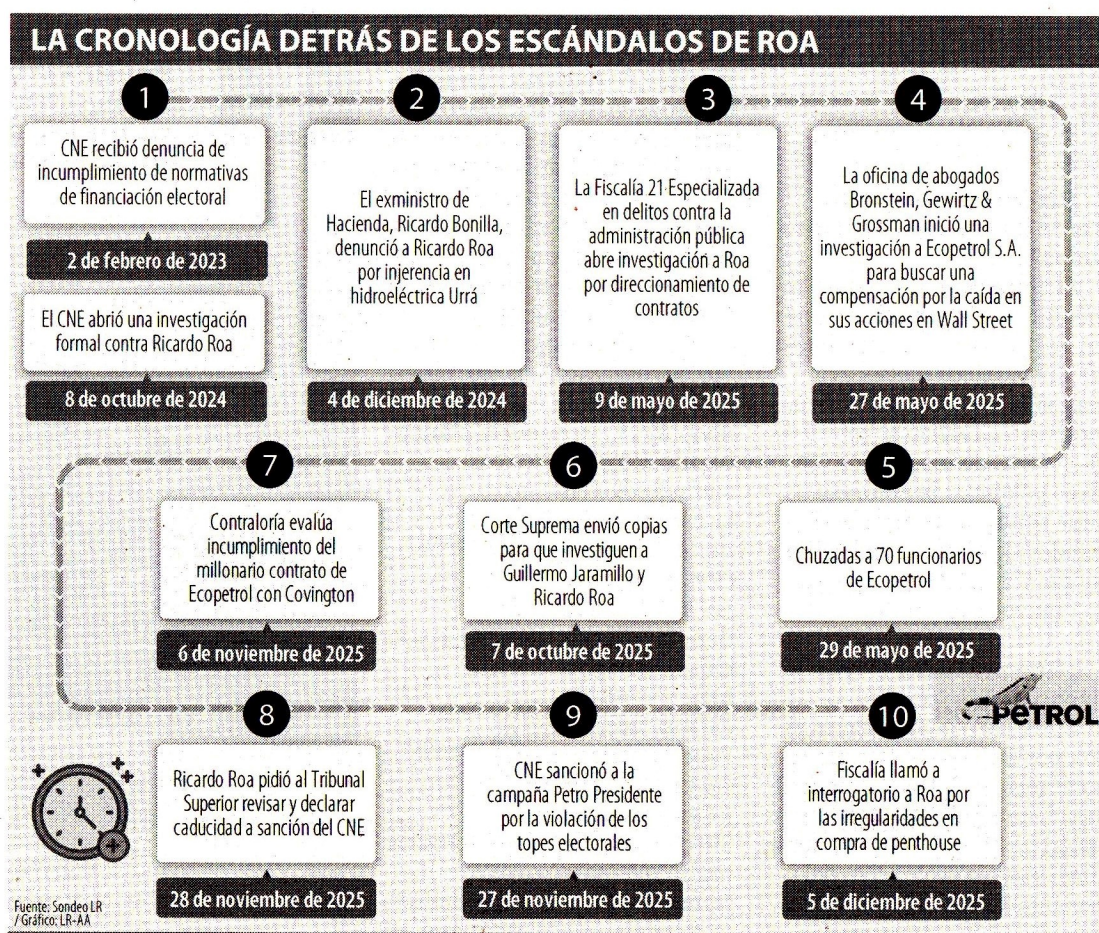 LA CRONOLOGÍA DETRÁS DE LOS ESCÁNDALOS DE ROA
1
CNE recibió denuncia de
incumplimiento de normativas
de financiación electoral
2 de febrero de 2023
El CNE abrió una investigación
formal contra Ricardo Roa
8 de octubre de 2024
2
El exministro de
Hacienda, Ricardo Bonilla,
denunció a Ricardo Roa
por injerencia en
hidroeléctrica Urrá
4 de diciembre de 2024
3
La Fiscalía 21 Especializada
en delitos contra la
administración pública
abre investigación a Roa
por direccionamiento de
contratos
9 de mayo de 2025
4
La oficina de abogados
Bronstein, Gewirtz &
Grossman inició una
investigación a Ecopetrol S.A.
para buscar una
compensación por la caída en
sus acciones en Wall Street
27 de mayo de 2025
5
Chuzadas a 70 funcionarios
de Ecopetrol
29 de mayo de 2025
6
Corte Suprema envió copias
para que investiguen a
Guillermo Jaramillo y
Ricardo Roa
7 de octubre de 2025
7
Contraloría evalúa
incumplimiento del
millonario contrato de
Ecopetrol con Covington
6 de noviembre de 2025
8
Ricardo Roa pidió al Tribunal
Superior revisar y declarar
caducidad a sanción del CNE
28 de noviembre de 2025
9
CNE sancionó a la
campaña Petro Presidente
por la violación de los
topes electorales
27 de noviembre de 2025
10
Fiscalía llamó a
interrogatorio a Roa por
las irregularidades en
compra de penthouse
5 de diciembre de 2025
PETROL
Fuente: Sondeo LR
/ Gráfico: LR-AA